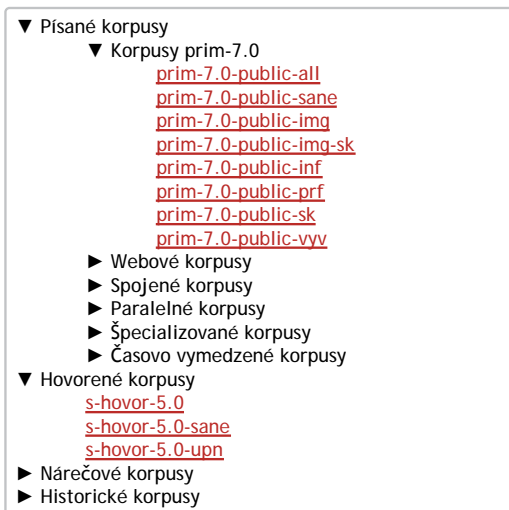 ▼ Písané korpusy
▼ Korpusy prim-7.0
prim-7.0-public-all
prim-7.0-public-sane
prim-7.0-public-img
prim-7.0-public-img-sk
prim-7.0-public-inf
prim-7.0-public-prf
prim-7.0-public-sk
prim-7.0-public-vyv
► Webové korpusy
► Spojené korpusy
► Paralelné korpusy
► Špecializované korpusy
► Časovo vymedzené korpusy
▼ Hovorené korpusy
s-hovor-5.0
s-hovor-5.0-sane
s-hovor-5.0-upn
► Nárečové korpusy
► Historické korpusy